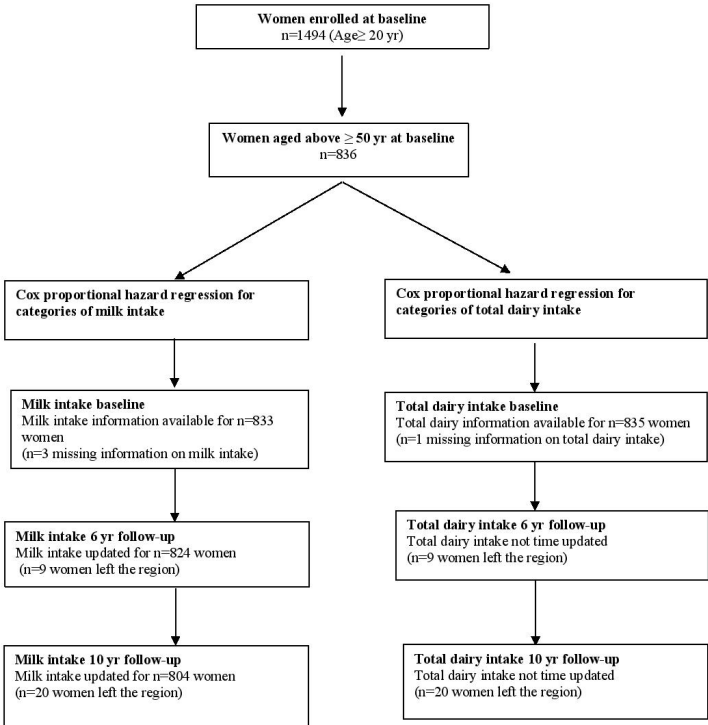 Women enrolled at baseline
n=1494 (Age≥ 20 yr)
Women aged above ≥ 50 yr at baseline
n=836
Cox proportional hazard regression for
categories of milk intake
Cox proportional hazard regression for
categories of total dairy intake
Milk intake baseline
Milk intake information available for n=833
women
(n=3 missing information on milk intake)
Total dairy intake baseline
Total dairy information available for n=835 women
(n=1 missing information on total dairy intake)
Milk intake 6 yr follow-up
Milk intake updated for n=824 women
(n=9 women left the region)
Total dairy intake 6 yr follow-up
Total dairy intake not time updated
(n=9 women left the region)
Milk intake 10 yr follow-up
Milk intake updated for n=804 women
(n=20 women left the region)
Total dairy intake 10 yr follow-up
Total dairy intake not time updated
(n=20 women left the region)